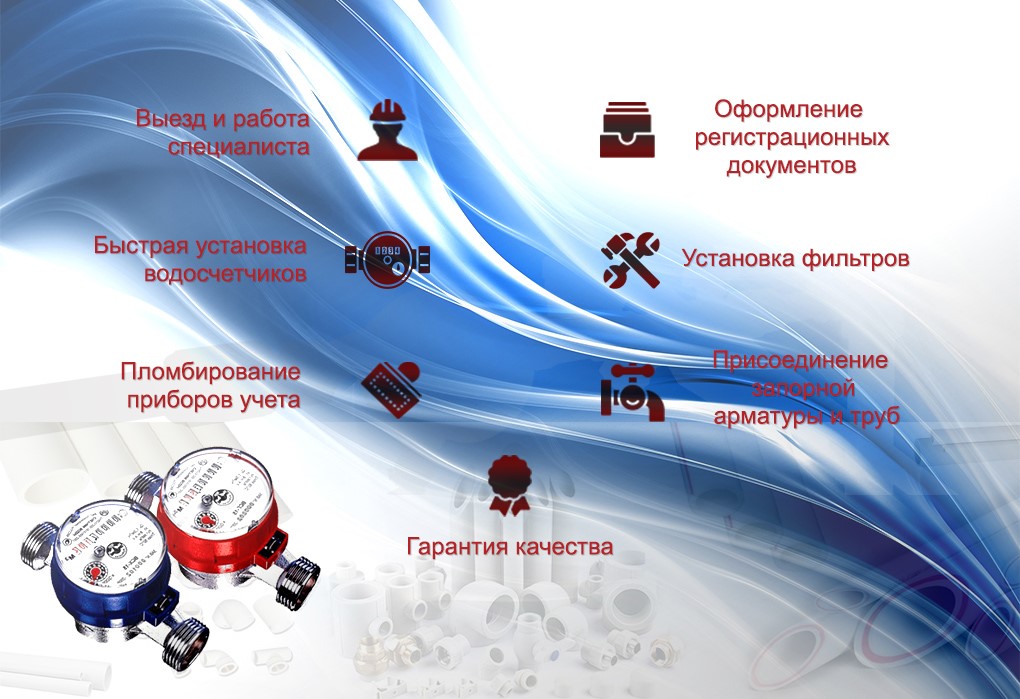 Выезд и работа
специалиста
Оформление
регистрационных
документов
Быстрая установка
водосчетчиков
Установка фильтров
Пломбирование
приборов учета
Присоединение
запорной
арматуры и труб
Гарантия качества